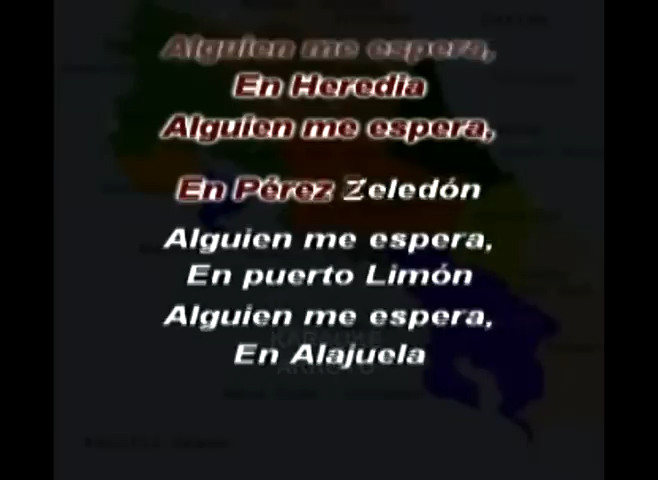 Alguien me espera,
En Heredia
Alguien me espera,
En Pérez Zeledón
Alguien me espera,
En puerto Limón
Alguien me espera,
En Alajuela
KARAOKE